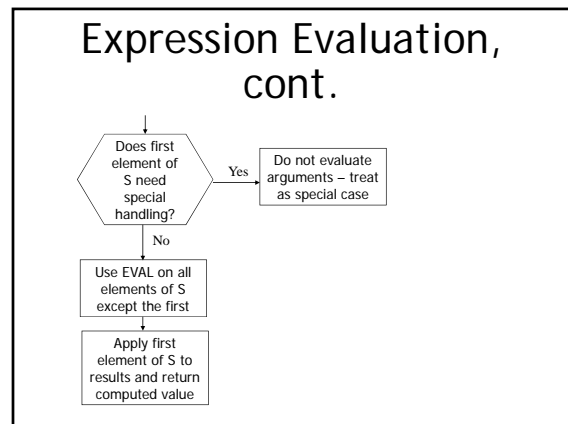 Expression Evaluation,
cont.
Does first
element of
S need
special
handling?
Yes
Do not evaluate
arguments – treat
as special case
No
Use EVAL on all
elements of S
except the first
Apply first
element of S to
results and return
computed value